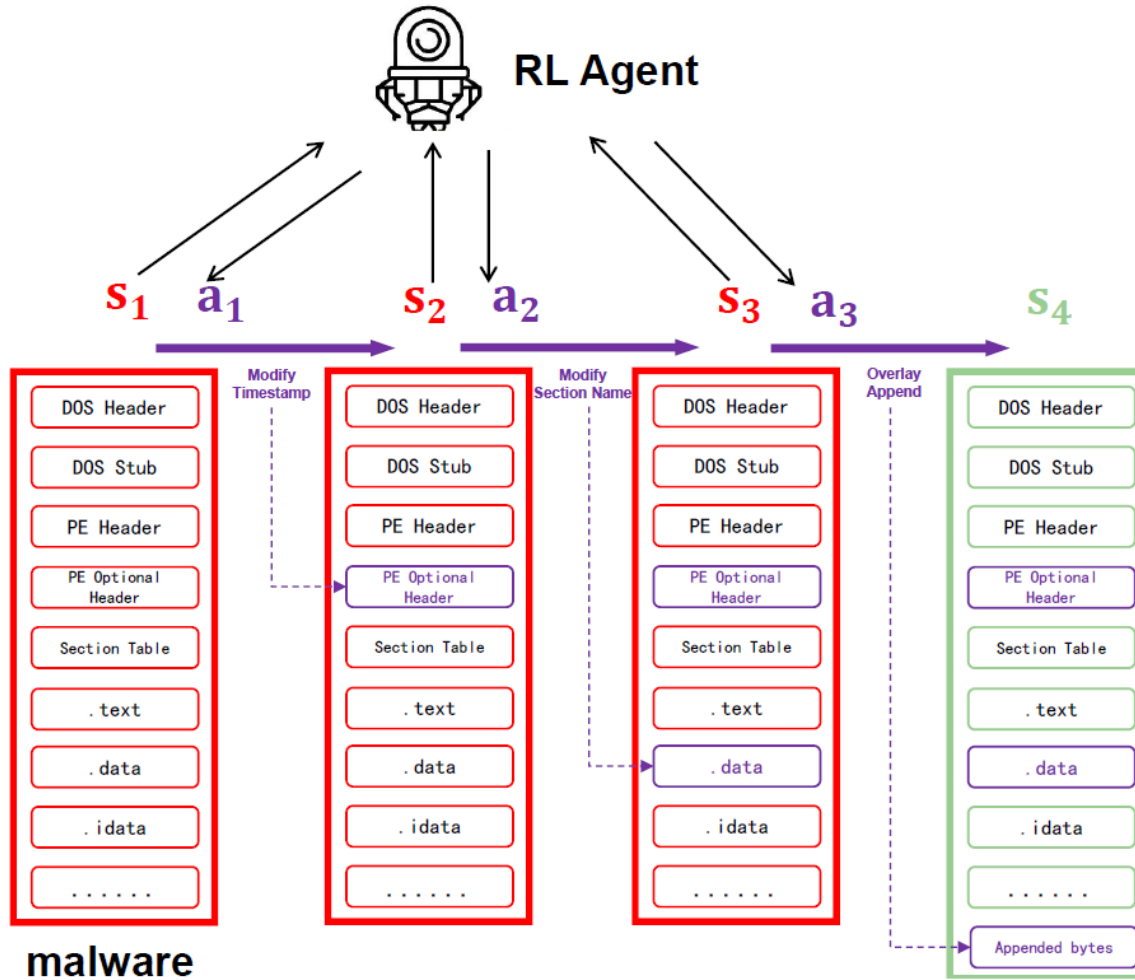 RL Agent
s1
a1
s2
a2
s3
a3
s4
Modify
Timestamp
Modify
Section Name
Overlay
Append
DOS Header
DOS Stub
PE Header
PE Optional
Header
Section Table
.text
.data
.idata
......
DOS Header
DOS Stub
PE Header
PE Optional
Header
Section Table
.text
.data
.idata
......
DOS Header
DOS Stub
PE Header
PE Optional
Header
Section Table
.text
.data
.idata
......
DOS Header
DOS Stub
PE Header
PE Optional
Header
Section Table
.text
.data
.idata
......
Appended bytes
malware